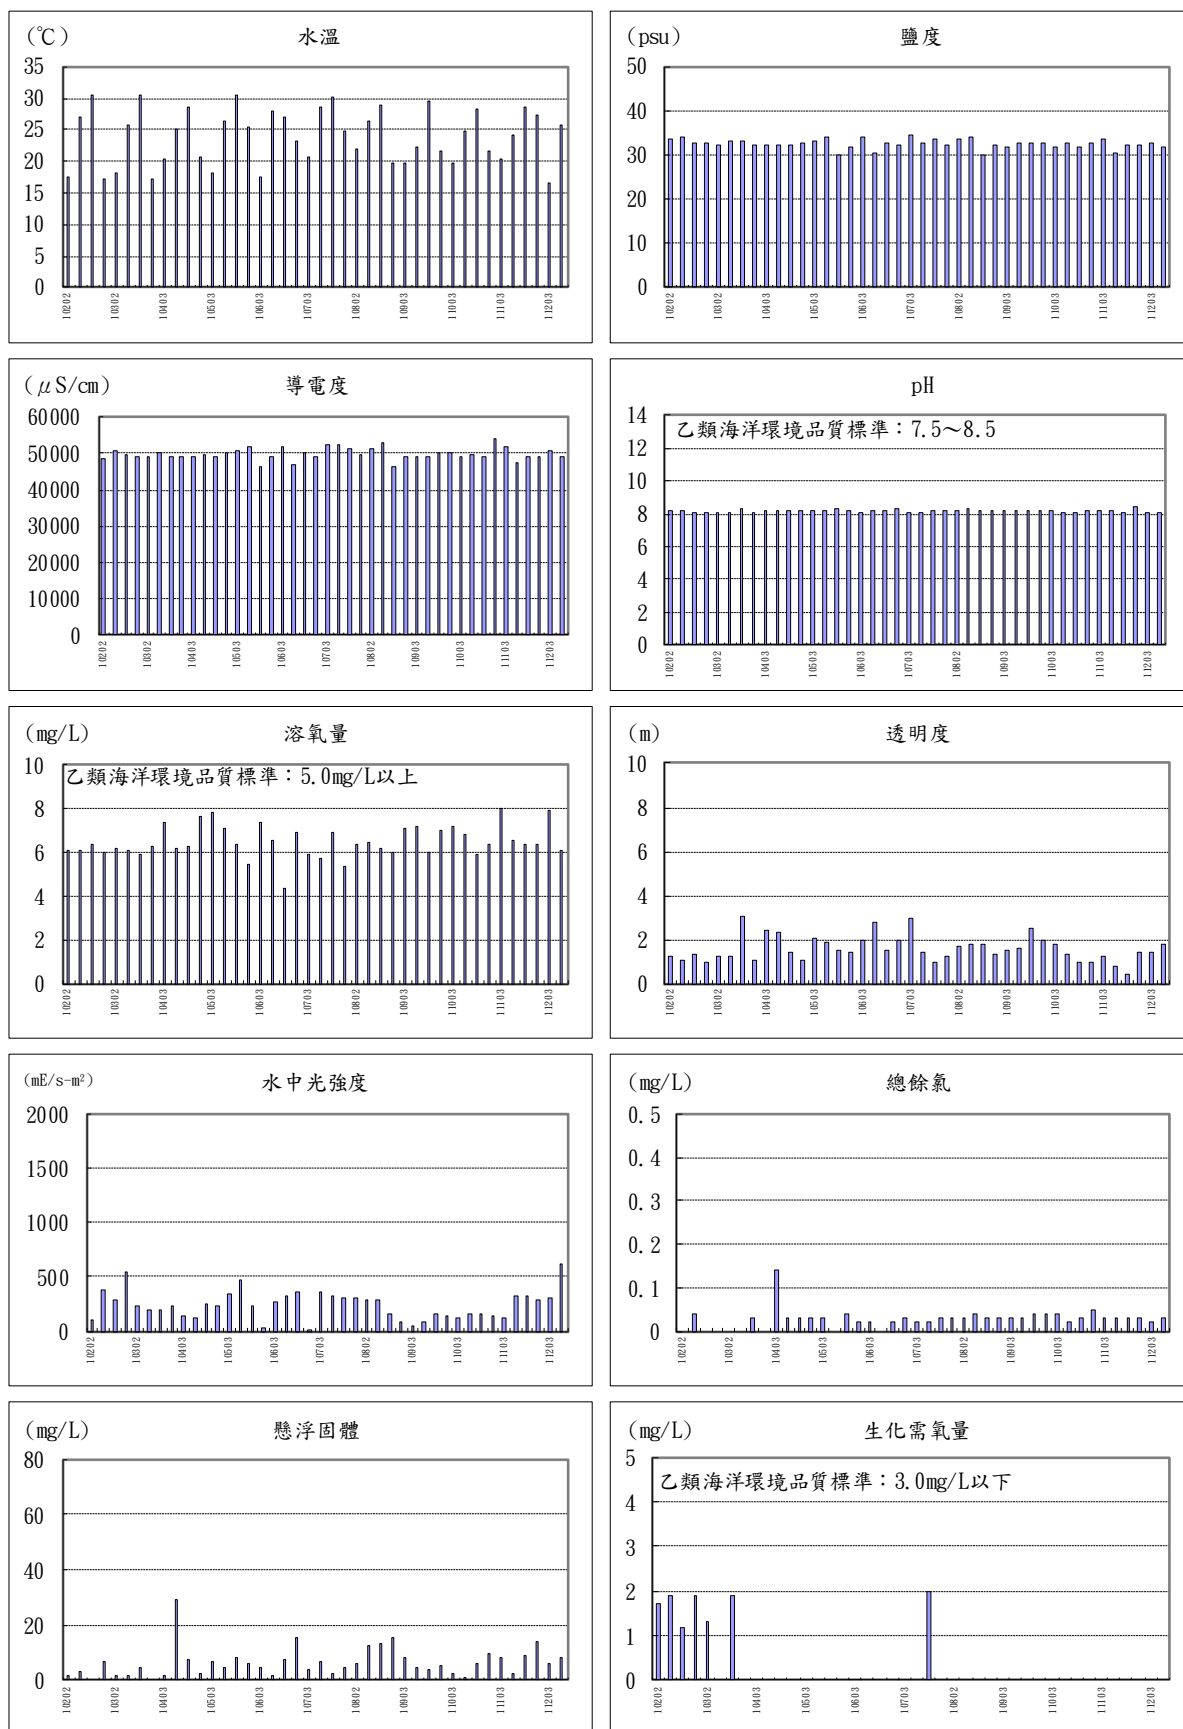 (℃) 水溫
35
30
25
20
15
10
5
0
10202 10302 10403 10503 10603 10703 10802 10903 11003 11103 11203
(psu) 鹽度
50
40
30
20
10
0
10202 10302 10403 10503 10603 10703 10802 10903 11003 11103 11203
(μS/cm) 導電度
60000
50000
40000
30000
20000
10000
0
10202 10302 10403 10503 10603 10703 10802 10903 11003 11103 11203
pH
乙類海洋環境品質標準：7.5～8.5
14
12
10
8
6
4
2
0
10202 10302 10403 10503 10603 10703 10802 10903 11003 11103 11203
(mg/L) 溶氧量
乙類海洋環境品質標準：5.0mg/L以上
10
8
6
4
2
0
10202 10302 10403 10503 10603 10703 10802 10903 11003 11103 11203
(m) 透明度
10
8
6
4
2
0
10202 10302 10403 10503 10603 10703 10802 10903 11003 11103 11203
(mE/s-m²) 水中光強度
2000
1500
1000
500
0
10202 10302 10403 10503 10603 10703 10802 10903 11003 11103 11203
(mg/L) 總餘氯
0.5
0.4
0.3
0.2
0.1
0
10202 10302 10403 10503 10603 10703 10802 10903 11003 11103 11203
(mg/L) 懸浮固體
80
60
40
20
0
10202 10302 10403 10503 10603 10703 10802 10903 11003 11103 11203
(mg/L) 生化需氧量
乙類海洋環境品質標準：3.0mg/L以下
5
4
3
2
1
0
10202 10302 10403 10503 10603 10703 10802 10903 11003 11103 11203